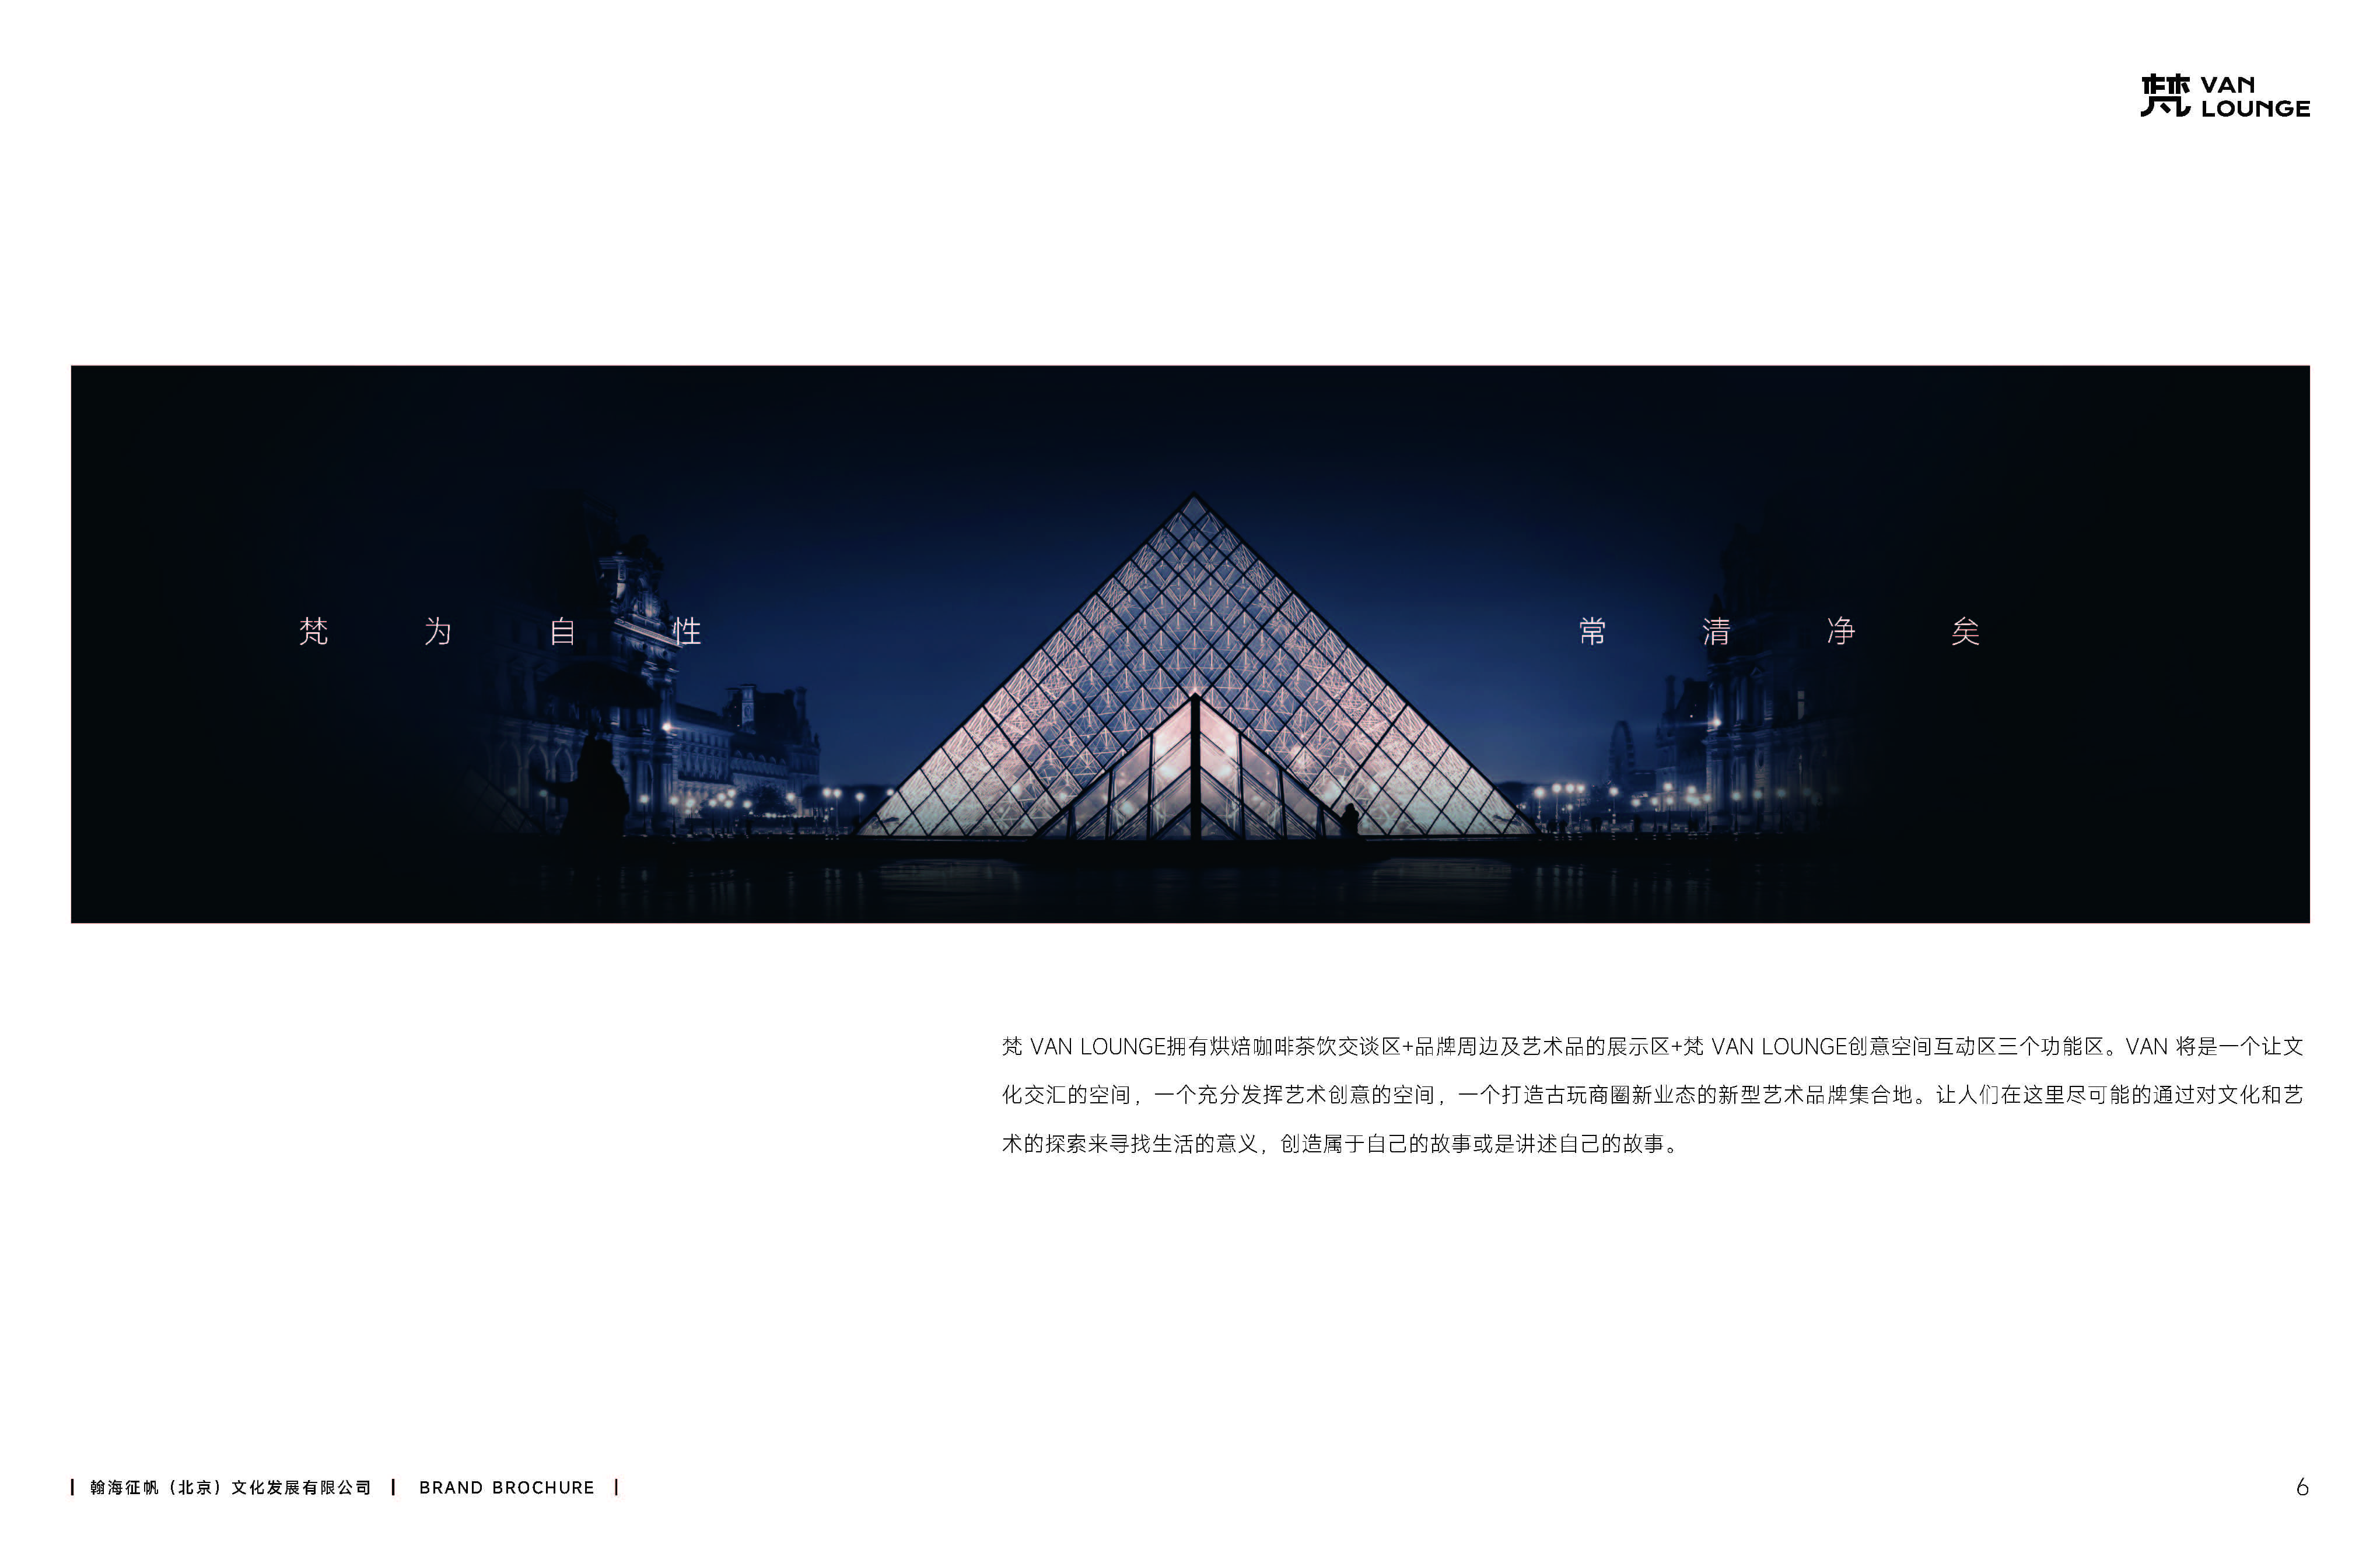 梵 VAN
LOUNGE
梵 为 自 性 常 清 净 矣
梵 VAN LOUNGE拥有烘焙咖啡茶饮交谈区+品牌周边及艺术品的展示区+梵 VAN LOUNGE创意空间互动区三个功能区。VAN 将是一个让文
化交汇的空间，一个充分发挥艺术创意的空间，一个打造古玩商圈新业态的新型艺术品牌集合地。让人们在这里尽可能的通过对文化和艺
术的探索来寻找生活的意义，创造属于自己的故事或是讲述自己的故事。
| 翰海征帆（北京）文化发展有限公司 | BRAND BROCHURE |
6